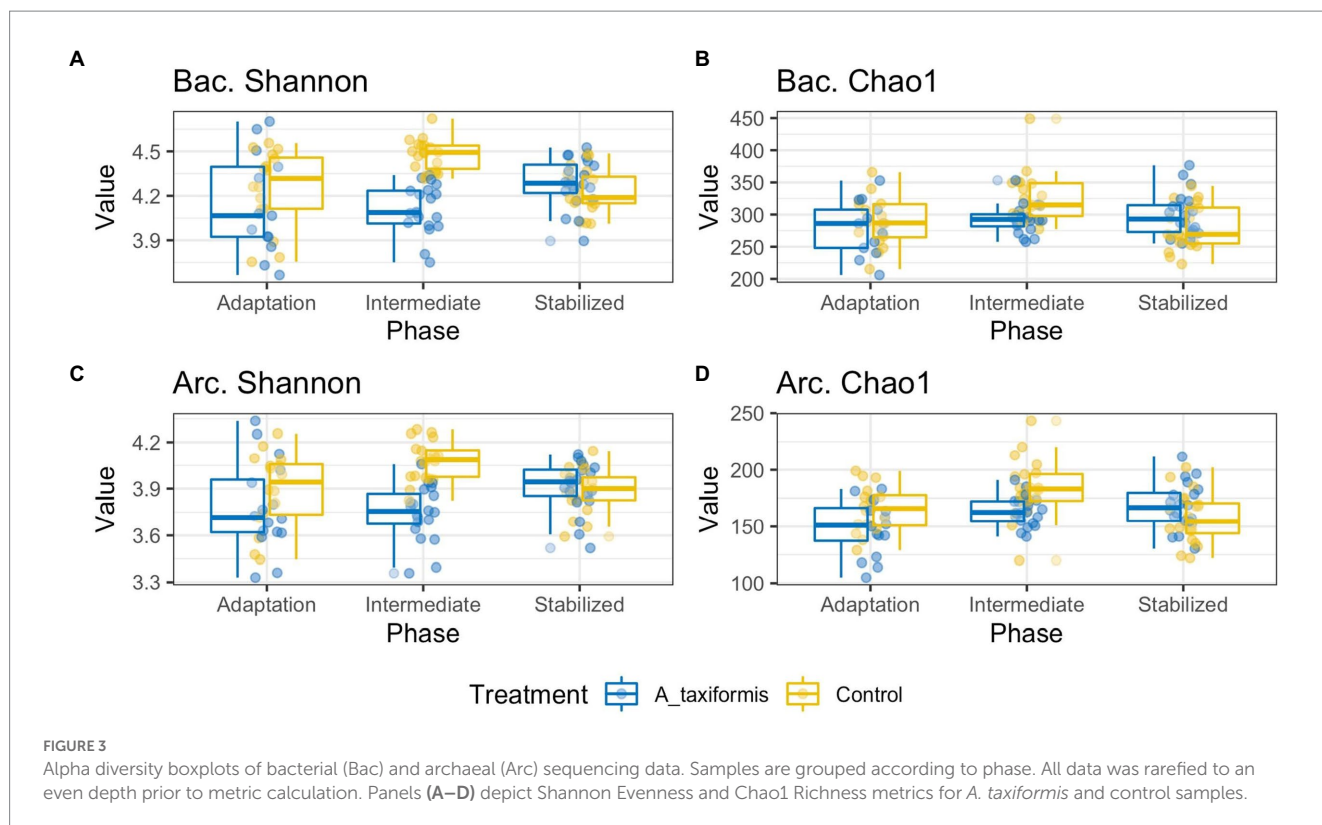 A
Bac. Shannon
Value
4.5
4.2
3.9
Adaptation Intermediate Stabilized
Phase
B
Bac. Chao1
Value
450
400
350
300
250
200
Adaptation Intermediate Stabilized
Phase
C
Arc. Shannon
Value
4.2
3.9
3.6
3.3
Adaptation Intermediate Stabilized
Phase
D
Arc. Chao1
Value
250
200
150
100
Adaptation Intermediate Stabilized
Phase
Treatment A_taxiformis Control
FIGURE 3
Alpha diversity boxplots of bacterial (Bac) and archaeal (Arc) sequencing data. Samples are grouped according to phase. All data was rarefied to an
even depth prior to metric calculation. Panels (A–D) depict Shannon Evenness and Chao1 Richness metrics for A. taxiformis and control samples.